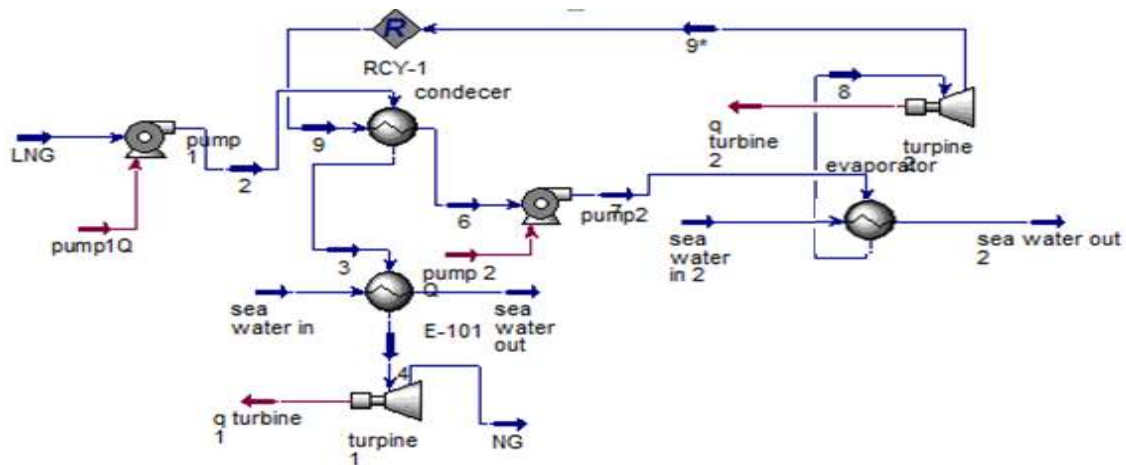 R
9*
RCY-1
condecer
8
q
turbine
2
turpine
2
LNG
pump
1
2
9
evaporator
pump1Q
6
7
pump2
sea
water
in 2
sea water out
2
3
pump 2
Q
sea
water in
sea
water
out
E-101
4
q turbine
1
turpine
1
NG